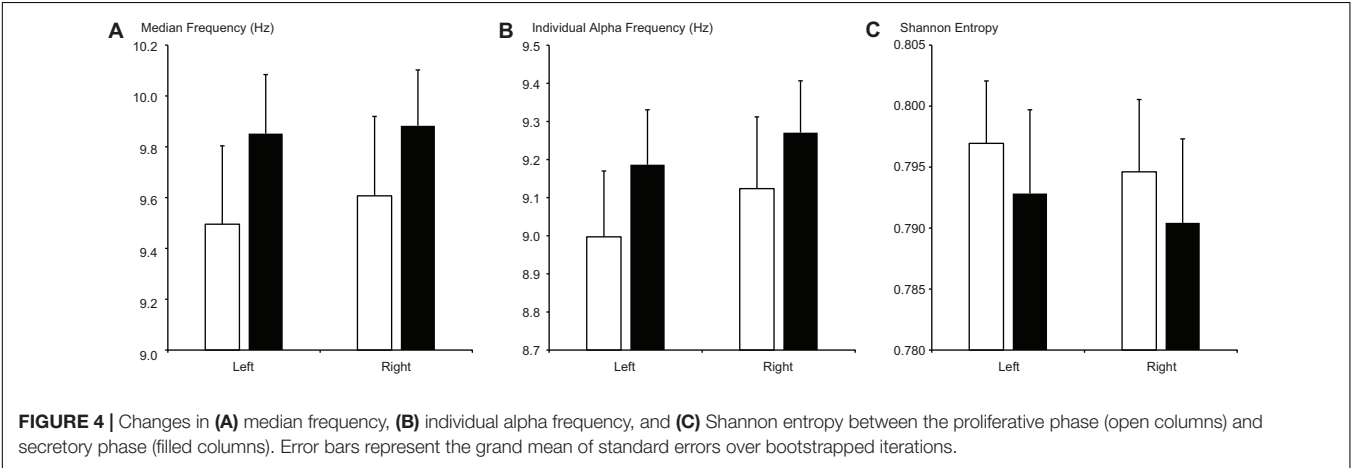 A Median Frequency (Hz)
10.2
10.0
9.8
9.6
9.4
9.2
9.0
Left Right
B Individual Alpha Frequency (Hz)
9.5
9.4
9.3
9.2
9.1
9.0
8.9
8.8
8.7
Left Right
C Shannon Entropy
0.805
0.800
0.795
0.790
0.785
0.780
Left Right
FIGURE 4 | Changes in (A) median frequency, (B) individual alpha frequency, and (C) Shannon entropy between the proliferative phase (open columns) and
secretory phase (filled columns). Error bars represent the grand mean of standard errors over bootstrapped iterations.